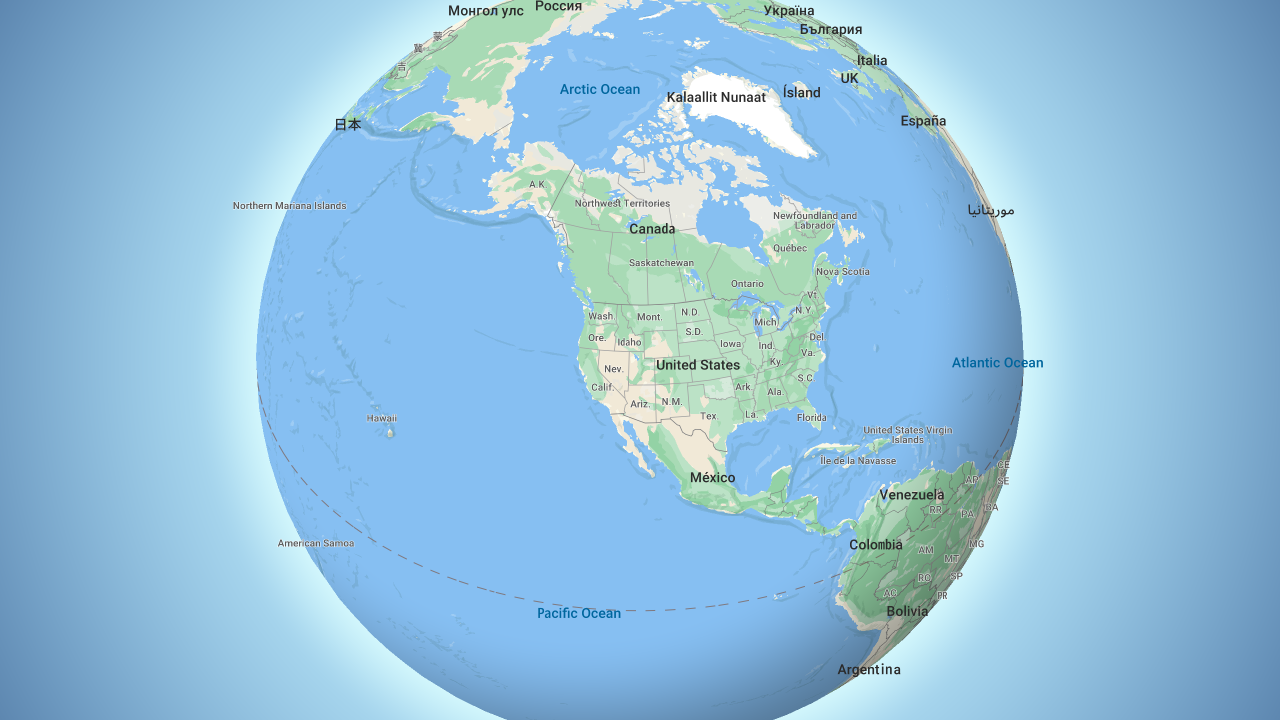 Россия
Монгол улс
Україна
България
蒙
冀
Italia
吉
UK
Arctic Ocean
Ísland
Kalaallit Nunaat
España
日本
A.K
Northwest Territories
Northern Mariana Islands
موريتانيا
Newfoundland and
Labrador
Canada
Québec
Saskatchewan
Nova Scotia
Ontario
Vt.
N.Y.
N.D.
Wash.
Mont.
Mich.
S.D.
Ore.
Del
Idaho
Iowa
Ind.
Va.
Ky.
Atlantic Ocean
United States
Nev.
S.C
Calif.
Ark.
Ala.
Ariz.
N.M.
Tex.
La.
Florida
Hawaii
United States Virgin
Islands
Île de la Navasse
CE
México
AP
SE
Venezuela
RR
PA
BA
American Samoa
Colombia
MG
AM
MT
RO
SP
AC
PR
Pacific Ocean
Bolivia
Argentina